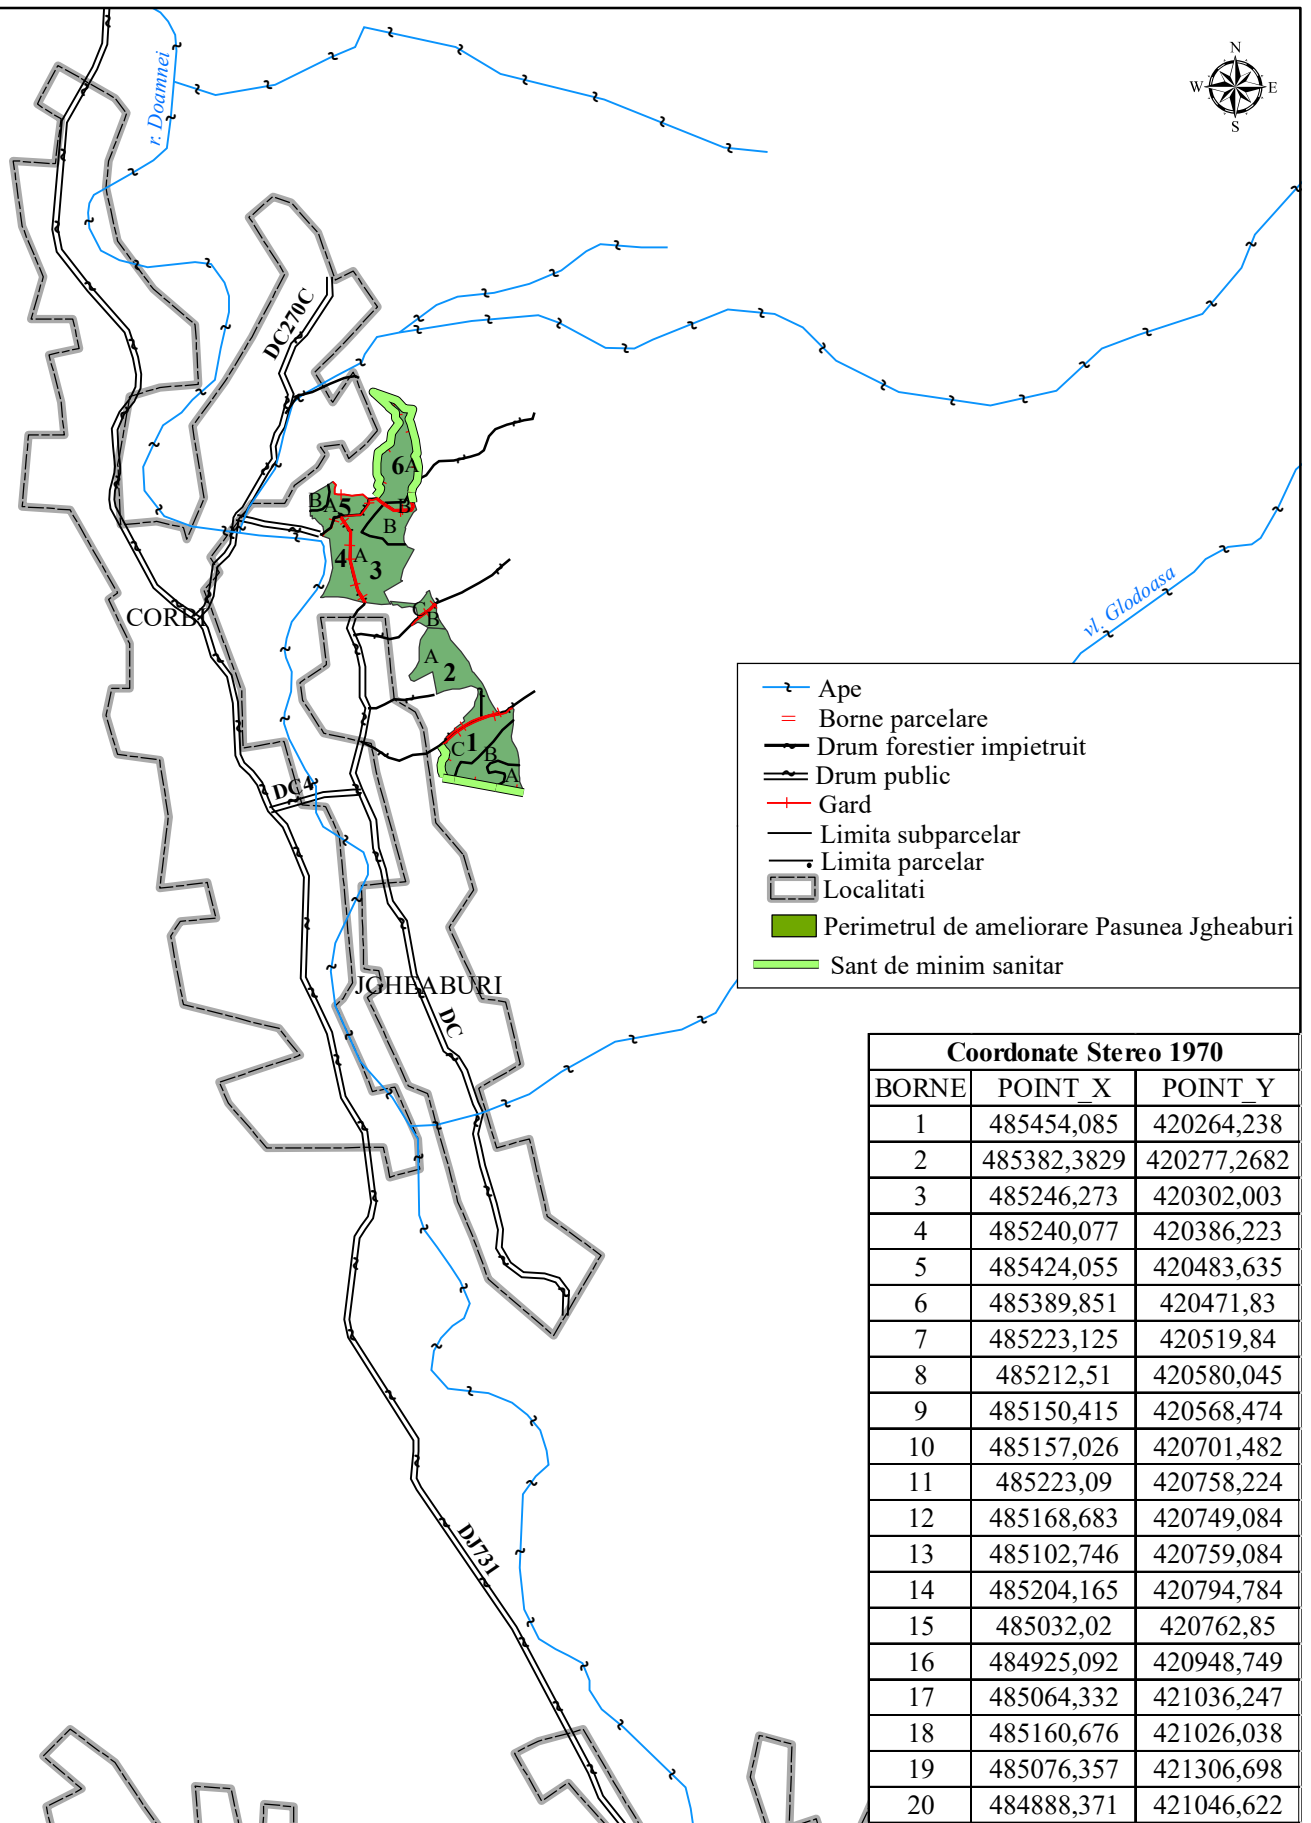 N
W E
S
r. Doamnei
DC270C
6 A
B A 5 B
B
4 A 3
C B
CORBI
vl. Glodoasa
A 2
1
C B
A
DC4
Ape
Borne parcelare
Drum forestier impietruit
Drum public
Gard
Limita subparcelar
Limita parcelar
Localitati
Perimetrul de ameliorare Pasunea Jgheaburi
Sant de minim sanitar
JGHEABURI
DC
DJ731
Coordonate Stereo 1970
BORNE POINT_X POINT_Y
1 485454,085 420264,238
2 485382,3829 420277,2682
3 485246,273 420302,003
4 485240,077 420386,223
5 485424,055 420483,635
6 485389,851 420471,83
7 485223,125 420519,84
8 485212,51 420580,045
9 485150,415 420568,474
10 485157,026 420701,482
11 485223,09 420758,224
12 485168,683 420749,084
13 485102,746 420759,084
14 485204,165 420794,784
15 485032,02 420762,85
16 484925,092 420948,749
17 485064,332 421036,247
18 485160,676 421026,038
19 485076,357 421306,698
20 484888,371 421046,622